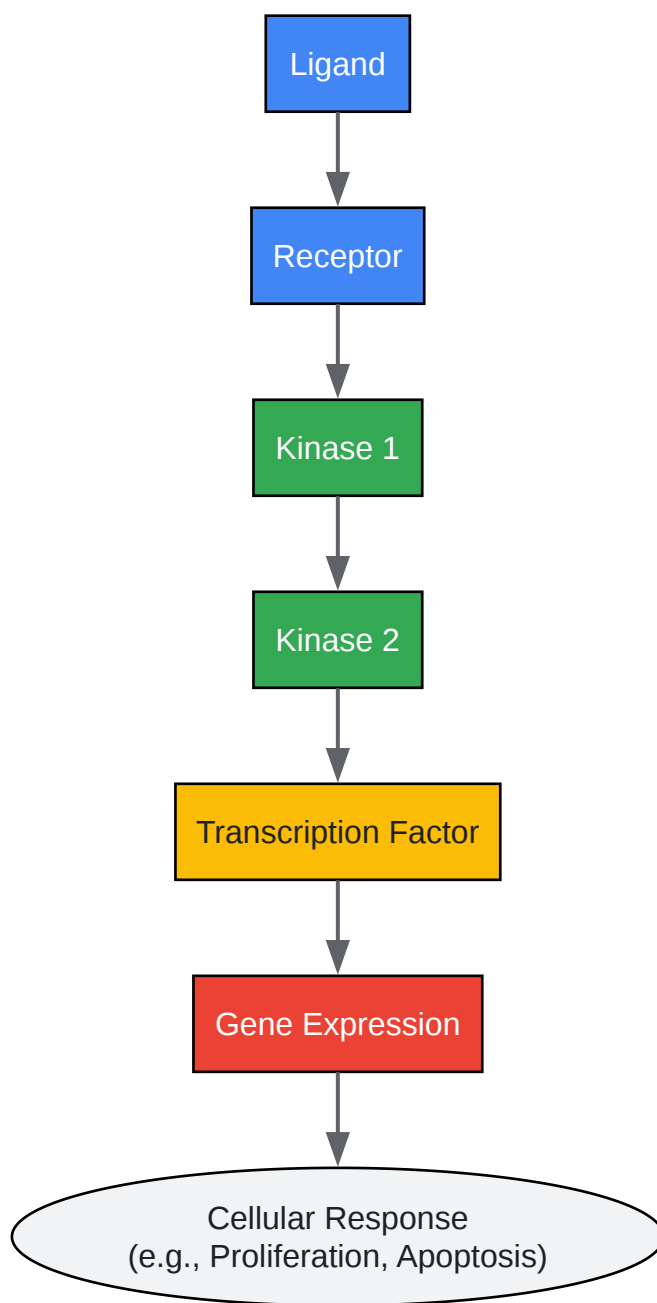 Ligand
Receptor
Kinase 1
Kinase 2
Transcription Factor
Gene Expression
Cellular Response
(e.g., Proliferation, Apoptosis)